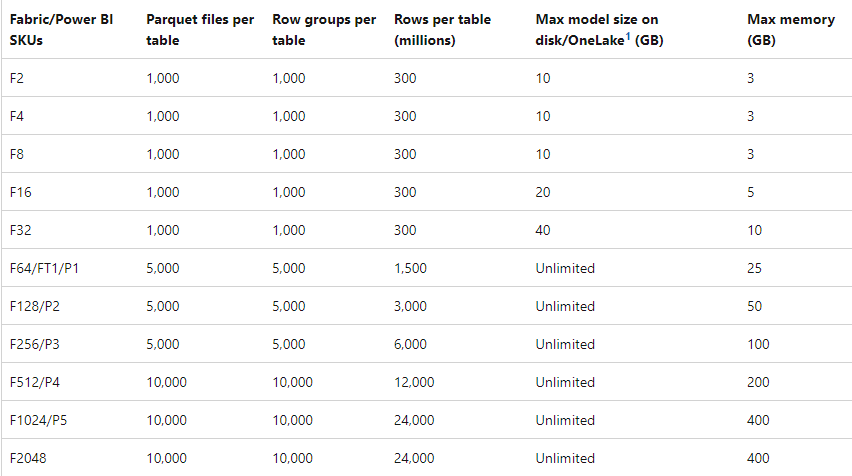 Fabric/Power BI SKUs Parquet files per table Row groups per table Rows per table (millions) Max model size on disk/OneLake1 (GB) Max memory (GB)
F2 1,000 1,000 300 10 3
F4 1,000 1,000 300 10 3
F8 1,000 1,000 300 10 3
F16 1,000 1,000 300 20 5
F32 1,000 1,000 300 40 10
F64/FT1/P1 5,000 5,000 1,500 Unlimited 25
F128/P2 5,000 5,000 3,000 Unlimited 50
F256/P3 5,000 5,000 6,000 Unlimited 100
F512/P4 10,000 10,000 12,000 Unlimited 200
F1024/P5 10,000 10,000 24,000 Unlimited 400
F2048 10,000 10,000 24,000 Unlimited 400